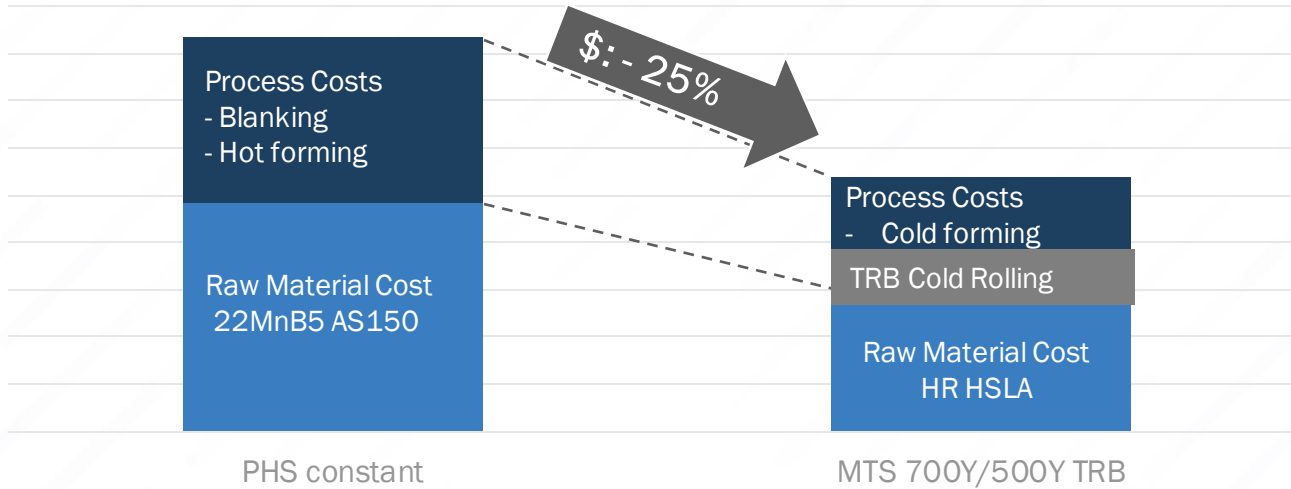 $: - 25%
Process Costs
- Blanking
- Hot forming
Raw Material Cost
22MnB5 AS150
Process Costs
- Cold forming
TRB Cold Rolling
Raw Material Cost
HR HSLA
PHS constant
MTS 700Y/500Y TRB